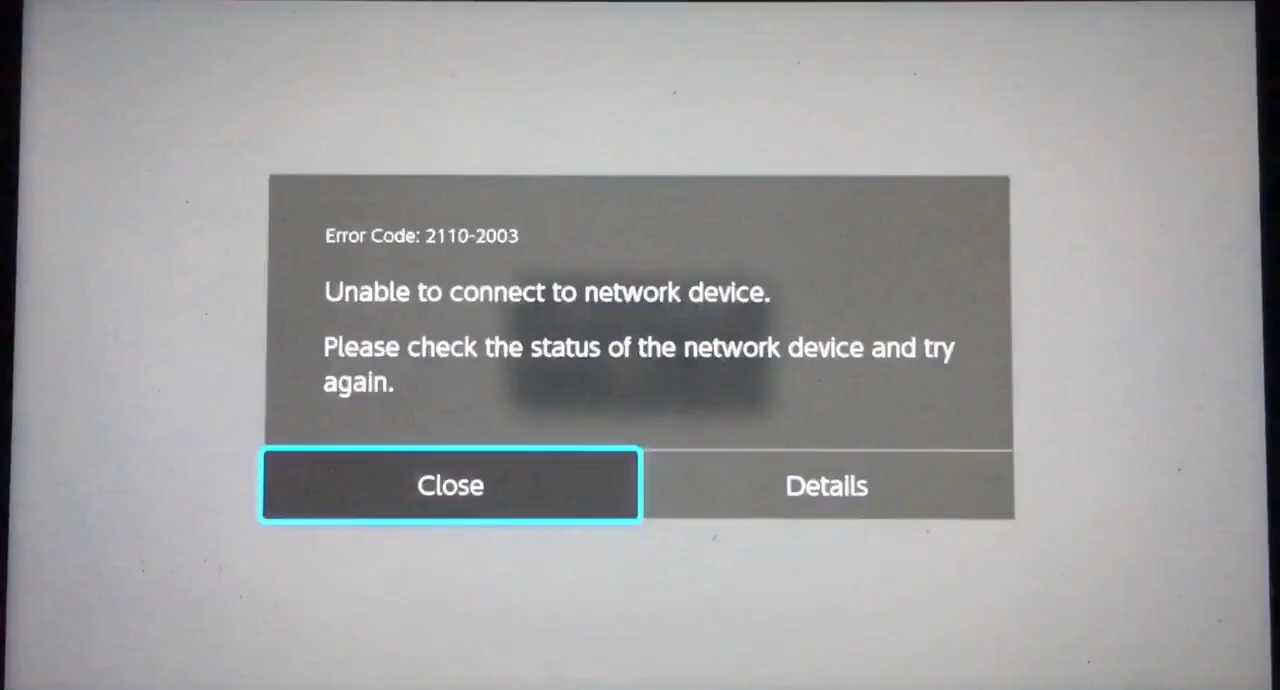 Error Code: 2110-2003
Unable to connect to network device.
Please check the status of the network device and try
again.
Close
Details